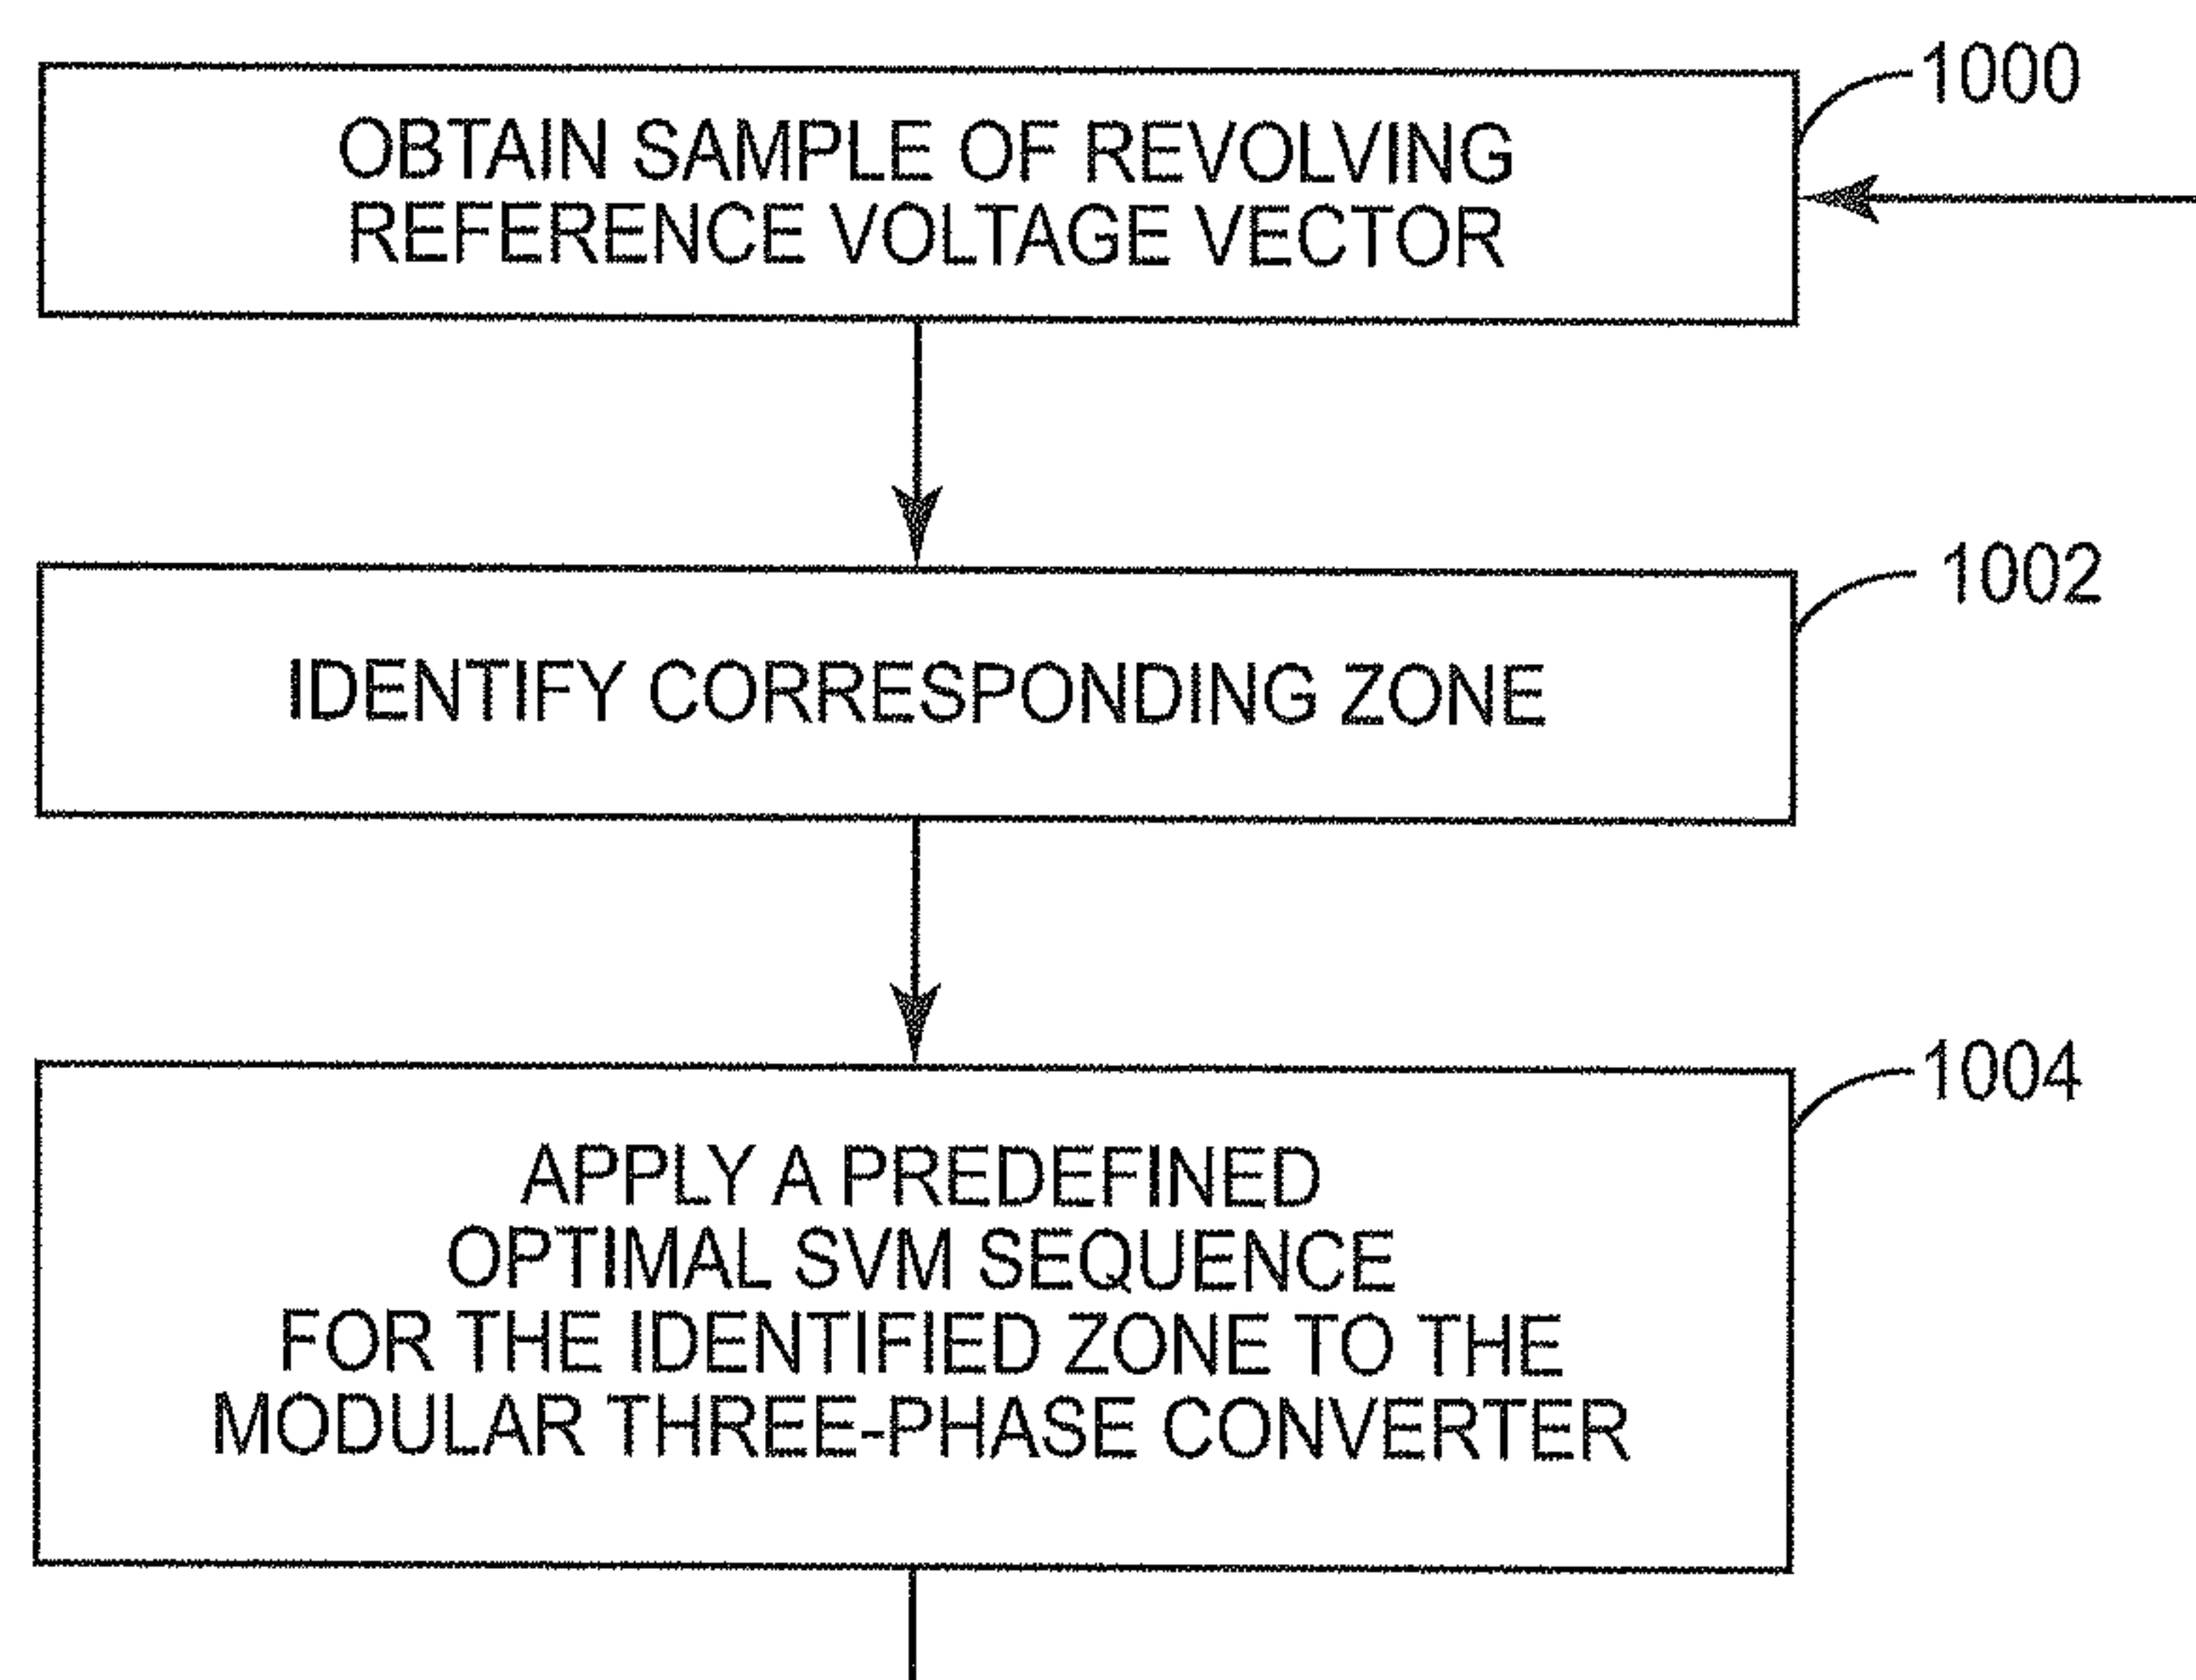 1000
OBTAIN SAMPLE OF REVOLVING
REFERENCE VOLTAGE VECTOR
1002
IDENTIFY CORRESPONDING ZONE
1004
APPLY A PREDEFINED
OPTIMAL SVM SEQUENCE
FOR THE IDENTIFIED ZONE TO THE
MODULAR THREE-PHASE CONVERTER